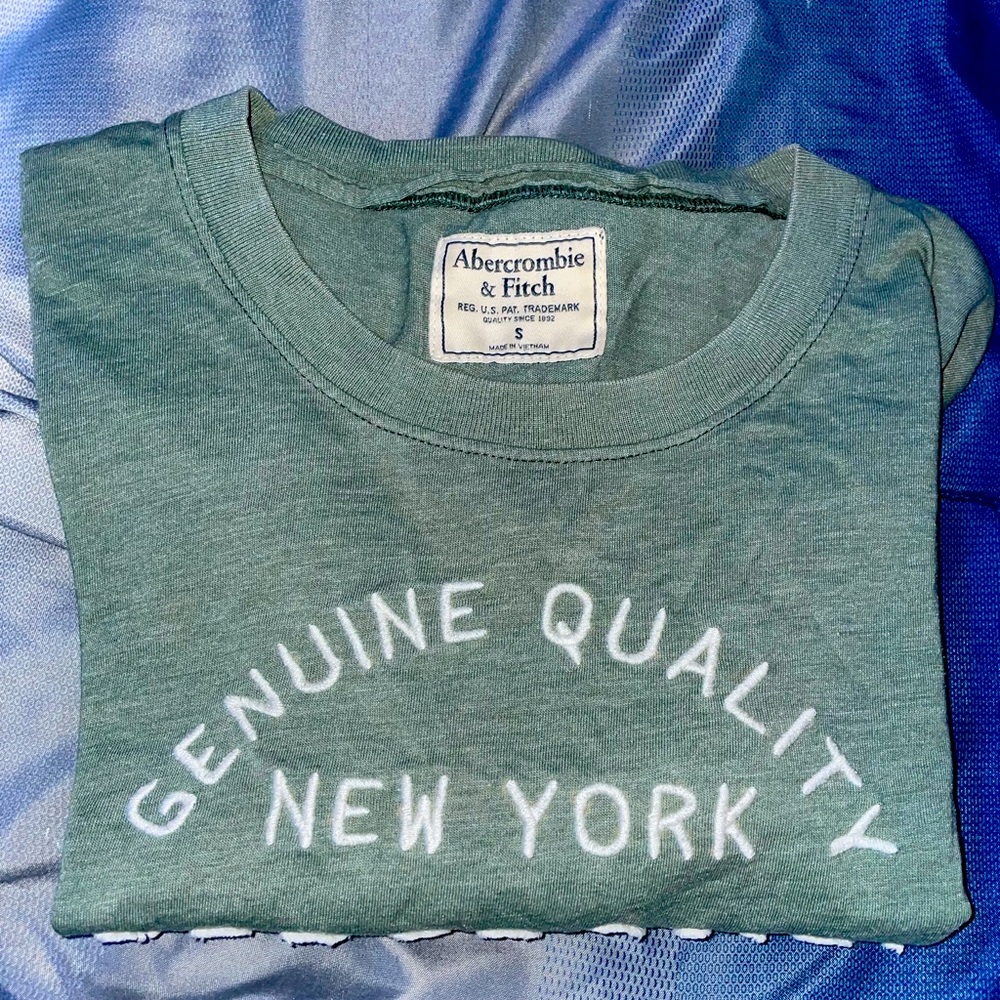 Abercrombie
& Fitch
REG. U.S. PAT. TRADEMARK
QUALITY SINCE 1892
S
MADE IN VIETNAM
GENUINE QUALITY
NEW YORK